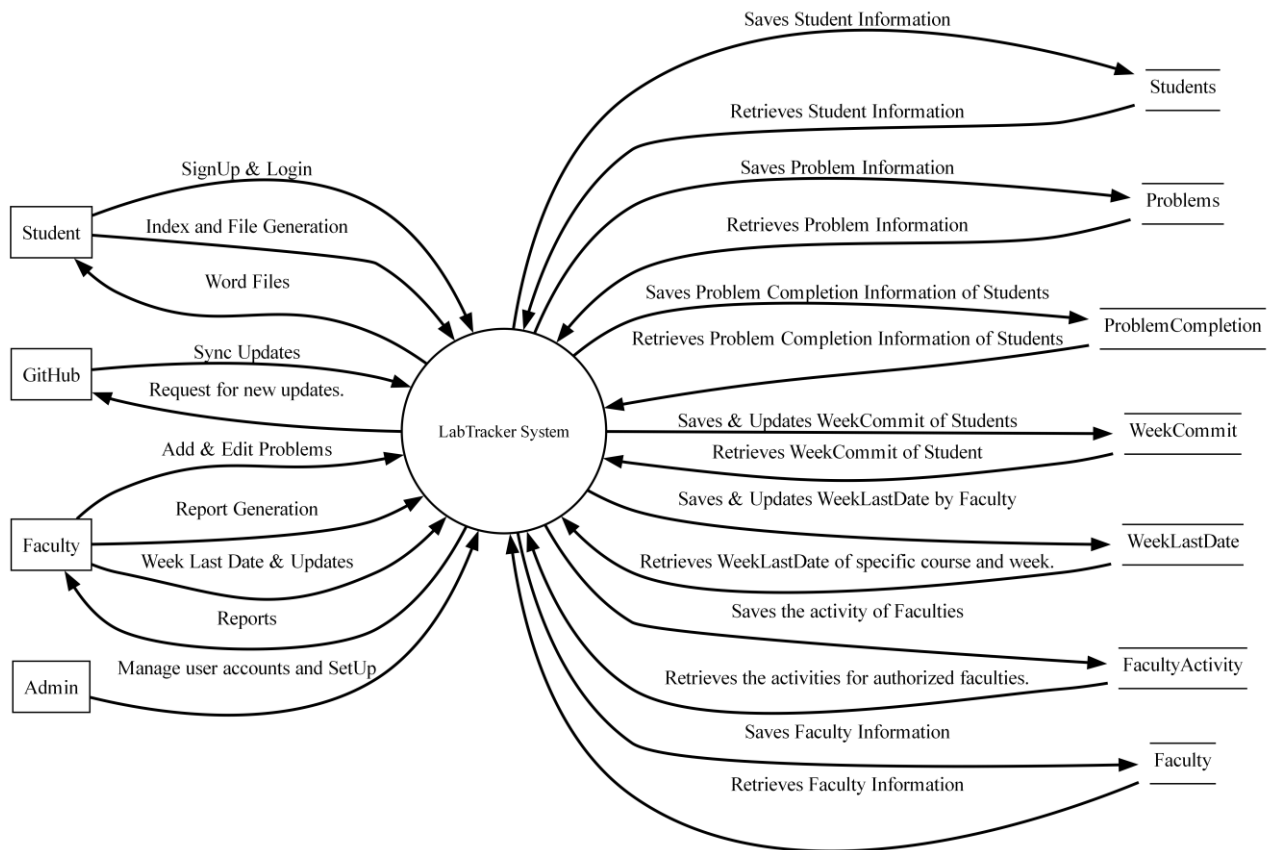 Saves Student Information
Students
Retrieves Student Information
SignUp & Login
Saves Problem Information
Problems
Student
Index and File Generation
Retrieves Problem Information
Word Files
Saves Problem Completion Information of Students
ProblemCompletion
Retrieves Problem Completion Information of Students
GitHub
Sync Updates
Request for new updates.
LabTracker System
Saves & Updates WeekCommit of Students
WeekCommit
Retrieves WeekCommit of Student
Add & Edit Problems
Saves & Updates WeekLastDate by Faculty
Report Generation
Faculty
WeekLastDate
Week Last Date & Updates
Retrieves WeekLastDate of specific course and week.
Reports
Saves the activity of Faculties
FacultyActivity
Manage user accounts and SetUp
Admin
Retrieves the activities for authorized faculties.
Saves Faculty Information
Faculty
Retrieves Faculty Information